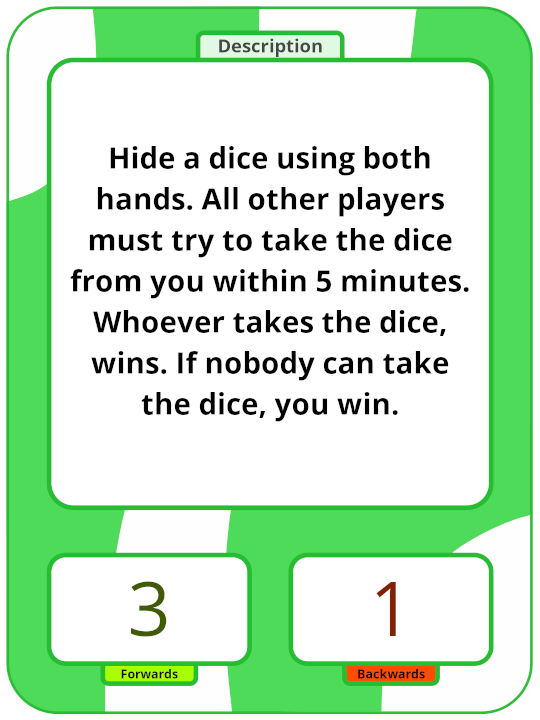 Description
Hide a dice using both
hands. All other players
must try to take the dice
from you within 5 minutes.
Whoever takes the dice,
wins. If nobody can take
the dice, you win.
3
1
Forwards
Backwards